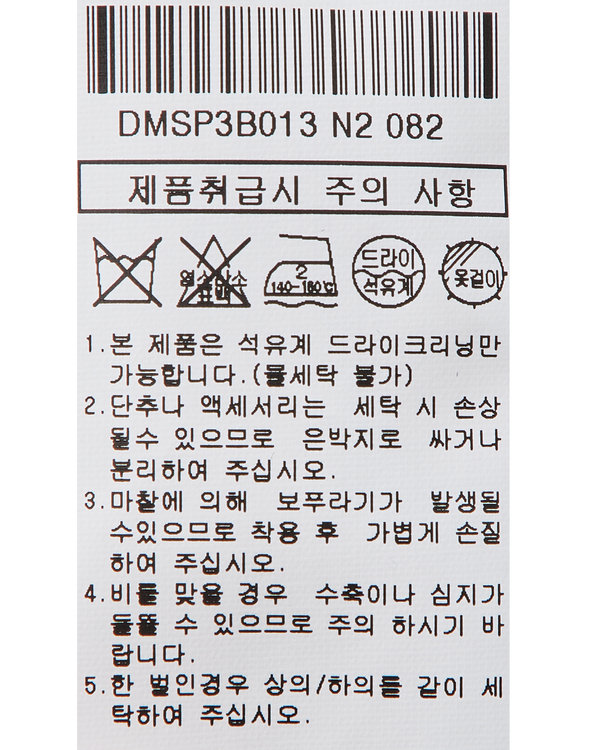 DMSP3B013 N2 082
제품취급시 주의 사항
염소산소
표백
2
140-160℃
드라이
석유계
옷걸이
1.본 제품은 석유계 드라이크리닝만
가능합니다.(물세탁 불가)
2.단추나 액세서리는 세탁 시 손상
될수 있으므로 은박지로 싸거나
분리하여 주십시오.
3.마찰에 의해 보푸라기가 발생될
수있으므로 착용 후 가볍게 손질
하여 주십시오.
4.비를 맞을 경우 수축이나 심지가
들뜰 수 있으므로 주의 하시기 바
랍니다.
5.한 벌인경우 상의/하의를 같이 세
탁하여 주십시오.